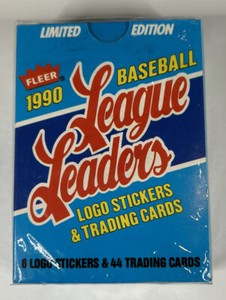 LIMITED EDITION
FLEER®
1990
BASEBALL
League
Leaders
LOGO STICKERS
& TRADING CARDS
6 LOGO STICKERS & 44 TRADING CARDS